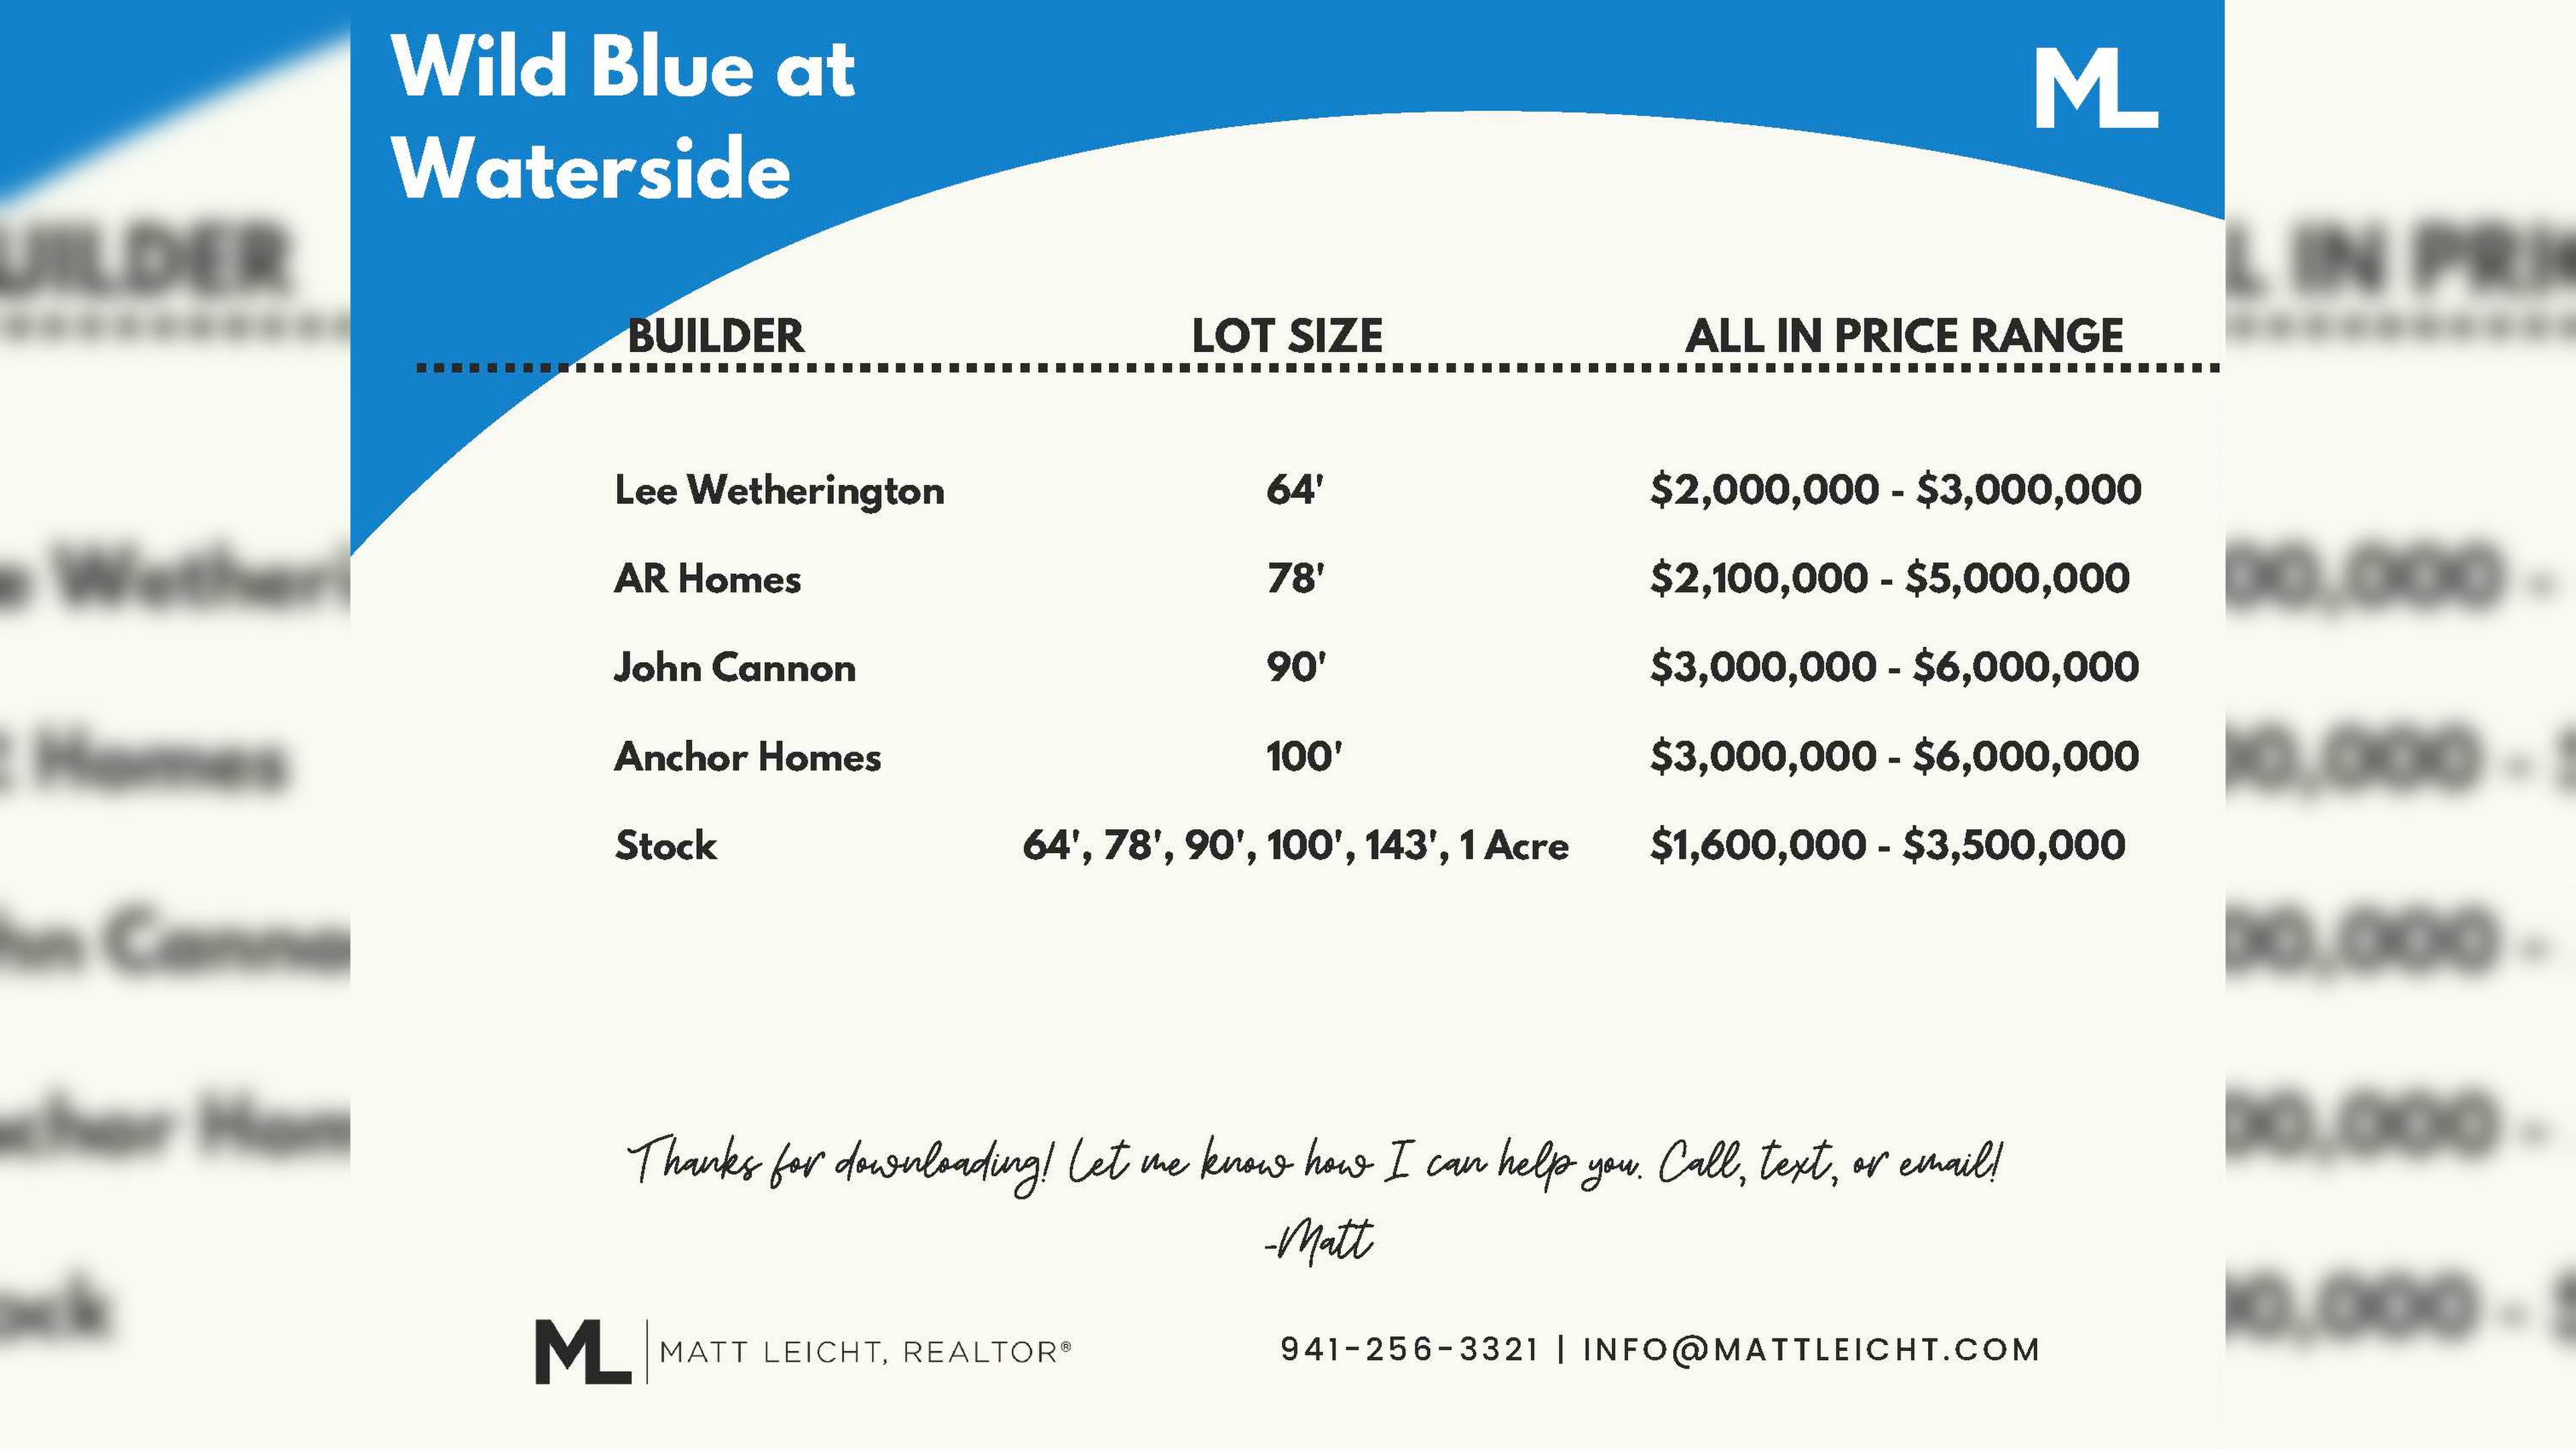 Wild Blue at
Waterside
ML
BUILDER LOT SIZE ALL IN PRICE RANGE
Lee Wetherington 64' $2,000,000 - $3,000,000
AR Homes 78' $2,100,000 - $5,000,000
John Cannon 90' $3,000,000 - $6,000,000
Anchor Homes 100' $3,000,000 - $6,000,000
Stock 64', 78', 90', 100', 143', 1 Acre $1,600,000 - $3,500,000
Thanks for downloading! Let me know how I can help you. Call, text, or email!
-Matt
ML MATT LEICHT, REALTOR® 941-256-3321 | INFO@MATTLEICHT.COM